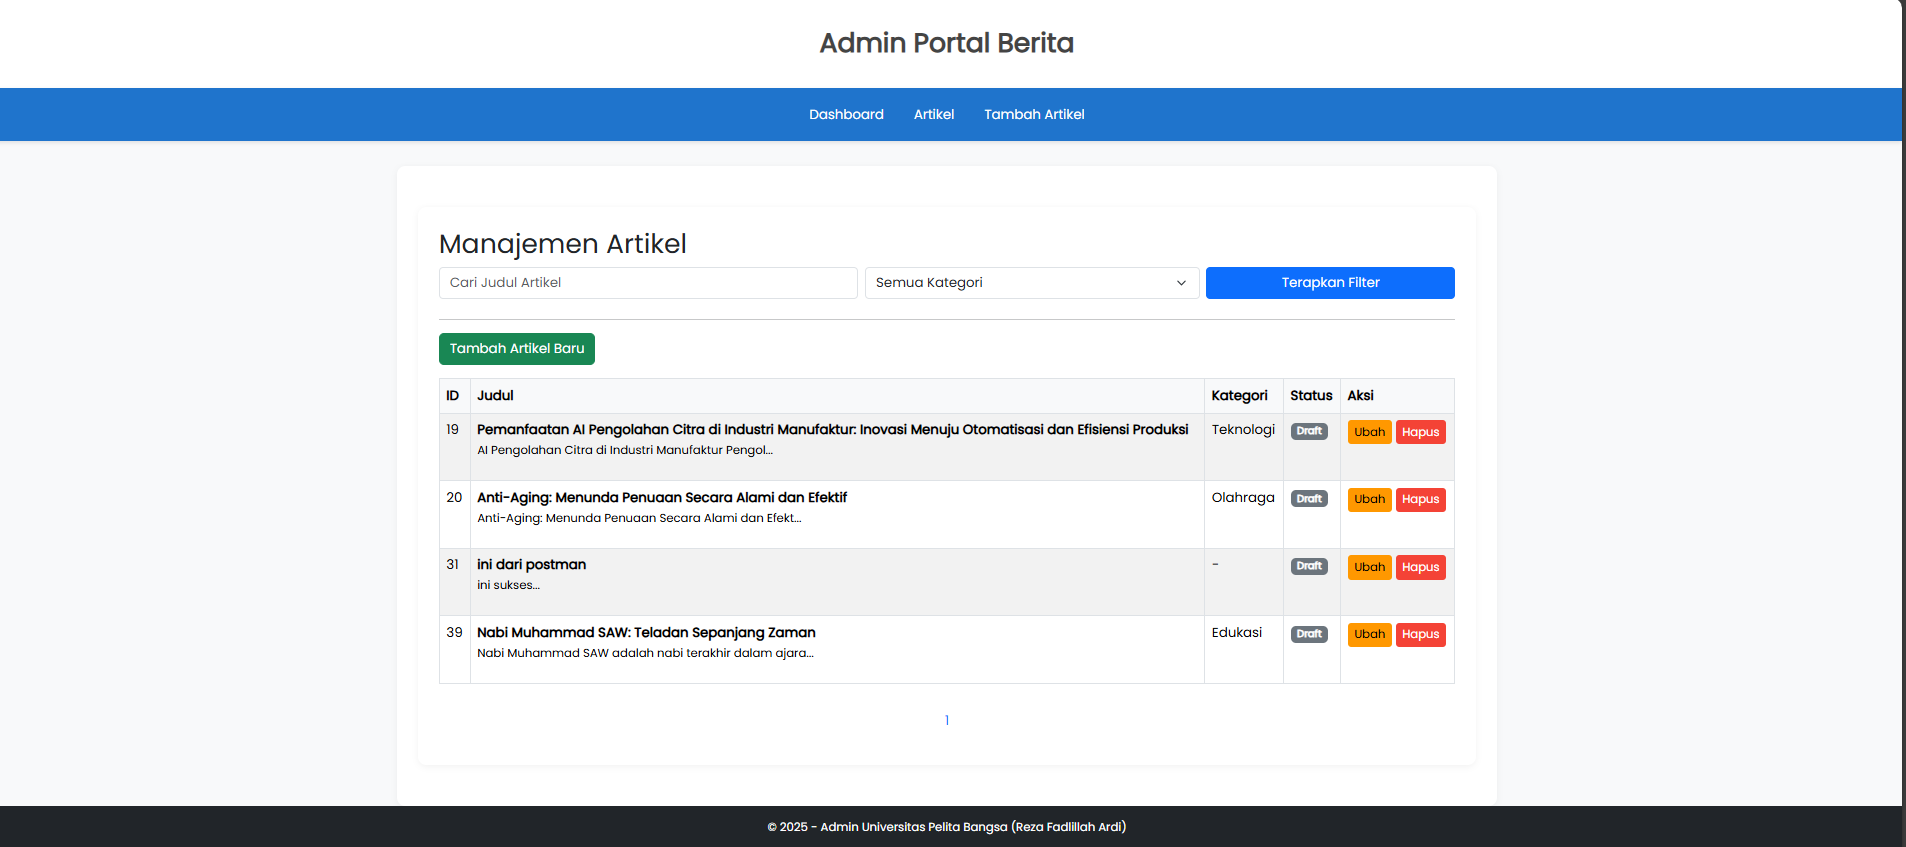 Admin Portal Berita
Dashboard Artikel Tambah Artikel
Manajemen Artikel
Cari Judul Artikel Semua Kategori Terapkan Filter
Tambah Artikel Baru
ID Judul Kategori Status Aksi
19 Pemanfaatan AI Pengolahan Citra di Industri Manufaktur: Inovasi Menuju Otomatisasi dan Efisiensi Produksi Teknologi Draft Ubah Hapus
AI Pengolahan Citra di Industri Manufaktur Pengol...
20 Anti-Aging: Menunda Penuaan Secara Alami dan Efektif Olahraga Draft Ubah Hapus
Anti-Aging: Menunda Penuaan Secara Alami dan Efekt...
31 ini dari postman - Draft Ubah Hapus
ini sukses...
39 Nabi Muhammad SAW: Teladan Sepanjang Zaman Edukasi Draft Ubah Hapus
Nabi Muhammad SAW adalah nabi terakhir dalam ajara...
1
© 2025 - Admin Universitas Pelita Bangsa (Reza Fadlillah Ardi)